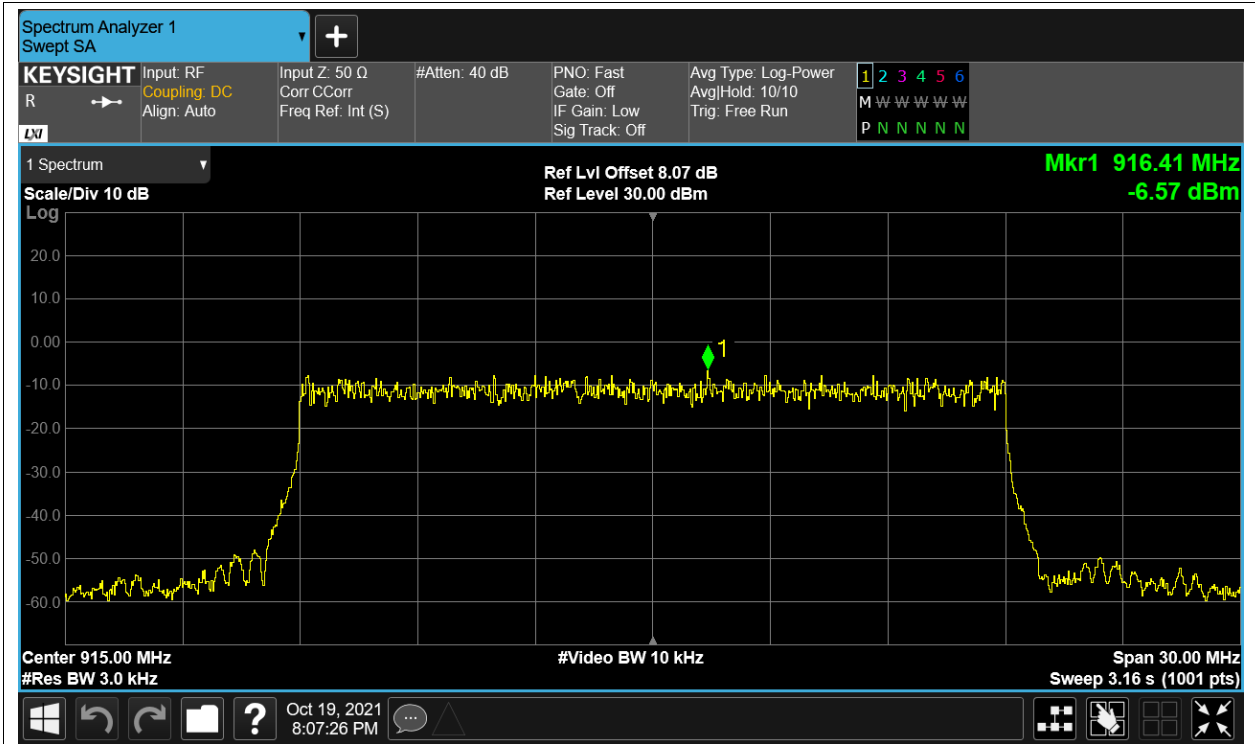 Spectrum Analyzer 1
Swept SA
+
KEYSIGHT
R
LXI
Input: RF
Coupling: DC
Align: Auto
Input Z: 50 Ω
Corr CCorr
Freq Ref: Int (S)
#Atten: 40 dB
PNO: Fast
Gate: Off
IF Gain: Low
Sig Track: Off
Avg Type: Log-Power
Avg|Hold: 10/10
Trig: Free Run
1 2 3 4 5 6
M W W W W W
P N N N N N
1 Spectrum
Scale/Div 10 dB
Log
Ref Lvl Offset 8.07 dB
Ref Level 30.00 dBm
Mkr1 916.41 MHz
-6.57 dBm
20.0
10.0
0.00
-10.0
-20.0
-30.0
-40.0
-50.0
-60.0
1
Center 915.00 MHz
#Res BW 3.0 kHz
#Video BW 10 kHz
Span 30.00 MHz
Sweep 3.16 s (1001 pts)
?
Oct 19, 2021
8:07:26 PM